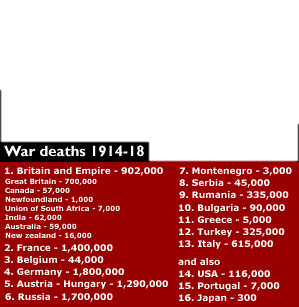 War deaths 1914-18
1. Britain and Empire - 902,000
Great Britain - 700,000
Canada - 57,000
Newfoundland - 1,000
Union of South Africa - 7,000
India - 62,000
Australia - 59,000
New zealand - 16,000
2. France - 1,400,000
3. Belgium - 44,000
4. Germany - 1,800,000
5. Austria - Hungary - 1,290,000
6. Russia - 1,700,000
7. Montenegro - 3,000
8. Serbia - 45,000
9. Rumania - 335,000
10. Bulgaria - 90,000
11. Greece - 5,000
12. Turkey - 325,000
13. Italy - 615,000
and also
14. USA - 116,000
15. Portugal - 7,000
16. Japan - 300